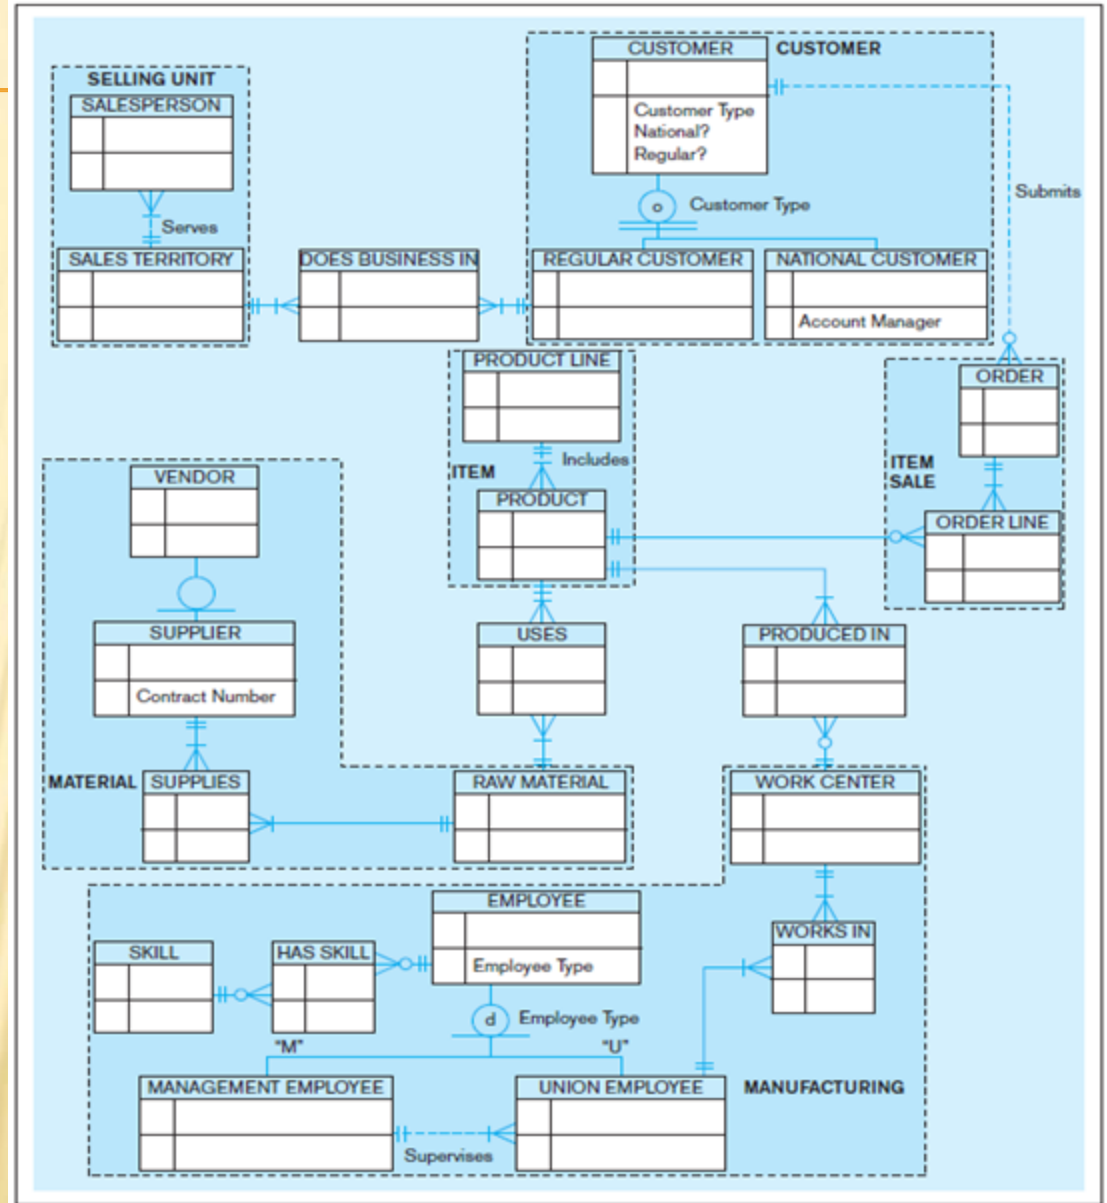 CUSTOMER
CUSTOMER
Customer Type
National?
Regular?
o
Customer Type
REGULAR CUSTOMER
NATIONAL CUSTOMER
Account Manager
Submits
SELLING UNIT
SALESPERSON
Serves
SALES TERRITORY
DOES BUSINESS IN
PRODUCT LINE
Includes
ITEM
PRODUCT
ORDER
ITEM
SALE
ORDER LINE
VENDOR
SUPPLIER
Contract Number
MATERIAL
SUPPLIES
RAW MATERIAL
USES
PRODUCED IN
WORK CENTER
WORKS IN
EMPLOYEE
Employee Type
SKILL
HAS SKILL
d
Employee Type
"M"
"U"
MANAGEMENT EMPLOYEE
UNION EMPLOYEE
Supervises
MANUFACTURING